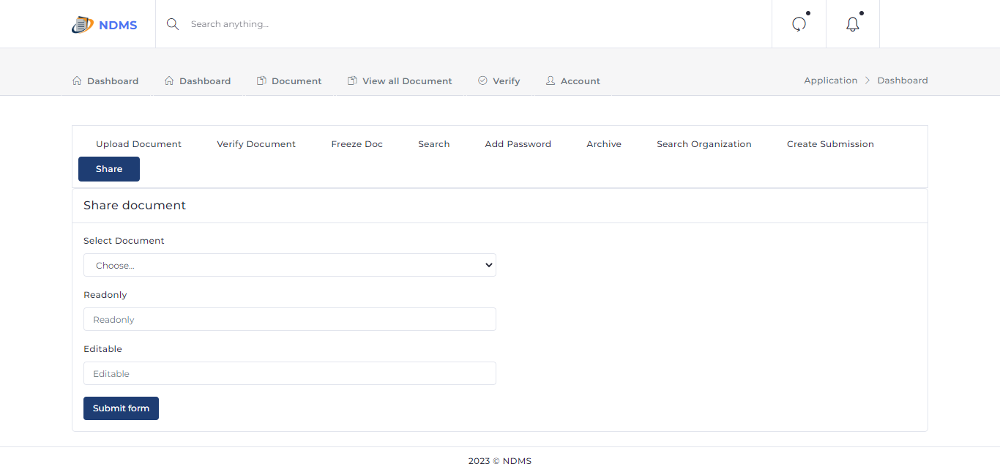 NDMS
Search anything...
Dashboard Dashboard Document View all Document Verify Account Application Dashboard
Upload Document Verify Document Freeze Doc Search Add Password Archive Search Organization Create Submission
Share
Share document
Select Document
Choose...
Readonly
Readonly
Editable
Editable
Submit form
2023 © NDMS